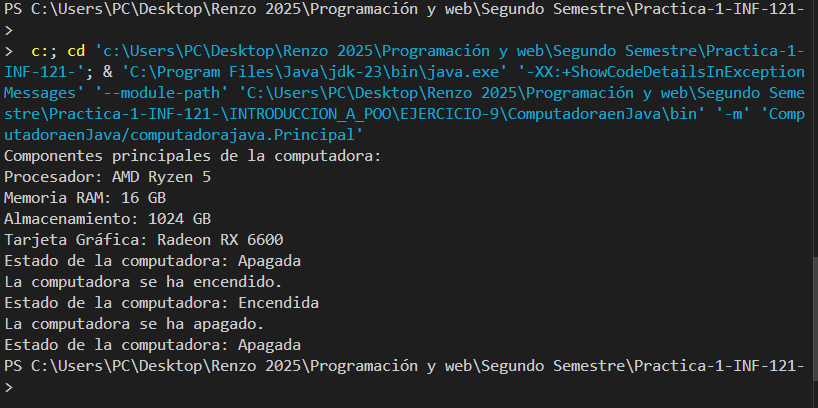 PS C:\Users\PC\Desktop\Renzo 2025\Programación y web\Segundo Semestre\Practica-1-INF-121-
>
>  c:; cd 'c:\Users\PC\Desktop\Renzo 2025\Programación y web\Segundo Semestre\Practica-1-
INF-121-'; & 'C:\Program Files\Java\jdk-23\bin\java.exe' '-XX:+ShowCodeDetailsInException
Messages' '--module-path' 'C:\Users\PC\Desktop\Renzo 2025\Programación y web\Segundo Seme
stre\Practica-1-INF-121-\INTRODUCCION_A_POO\EJERCICIO-9\ComputadoraenJava\bin' '-m' 'Comp
utadoraenJava/computadorajava.Principal'
Componentes principales de la computadora:
Procesador: AMD Ryzen 5
Memoria RAM: 16 GB
Almacenamiento: 1024 GB
Tarjeta Gráfica: Radeon RX 6600
Estado de la computadora: Apagada
La computadora se ha encendido.
Estado de la computadora: Encendida
La computadora se ha apagado.
Estado de la computadora: Apagada
PS C:\Users\PC\Desktop\Renzo 2025\Programación y web\Segundo Semestre\Practica-1-INF-121-
>